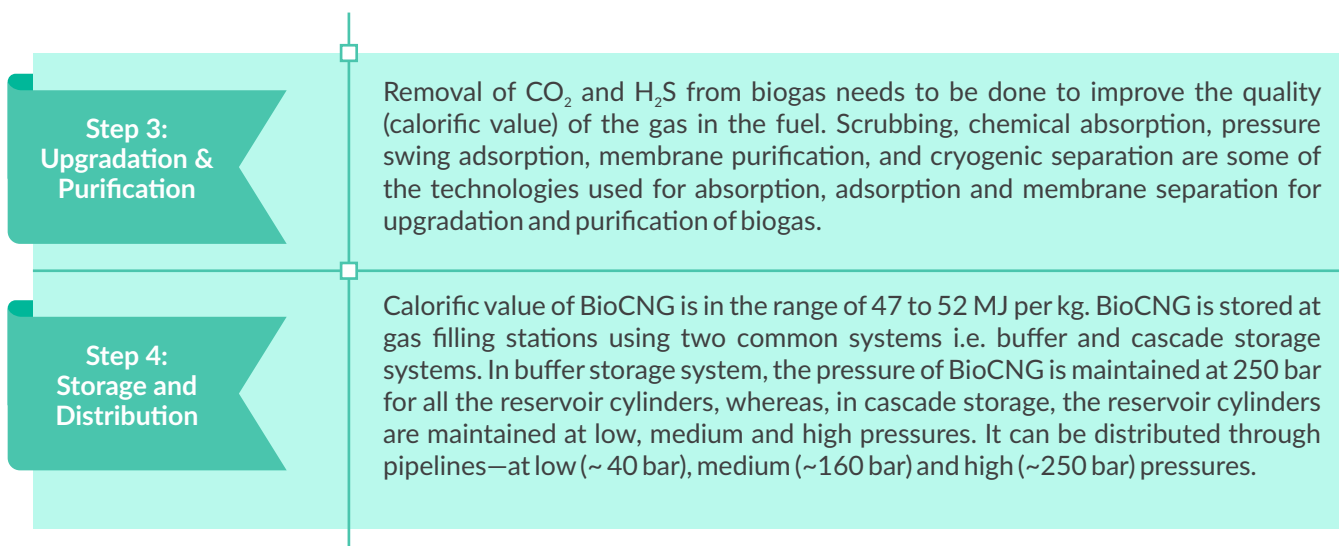 Step 3:
Upgradation &
Purification
Removal of CO₂ and H₂S from biogas needs to be done to improve the quality
(calorific value) of the gas in the fuel. Scrubbing, chemical absorption, pressure
swing adsorption, membrane purification, and cryogenic separation are some of
the technologies used for absorption, adsorption and membrane separation for
upgradation and purification of biogas.
Step 4:
Storage and
Distribution
Calorific value of BioCNG is in the range of 47 to 52 MJ per kg. BioCNG is stored at
gas filling stations using two common systems i.e. buffer and cascade storage
systems. In buffer storage system, the pressure of BioCNG is maintained at 250 bar
for all the reservoir cylinders, whereas, in cascade storage, the reservoir cylinders
are maintained at low, medium and high pressures. It can be distributed through
pipelines—at low (~ 40 bar), medium (~160 bar) and high (~250 bar) pressures.